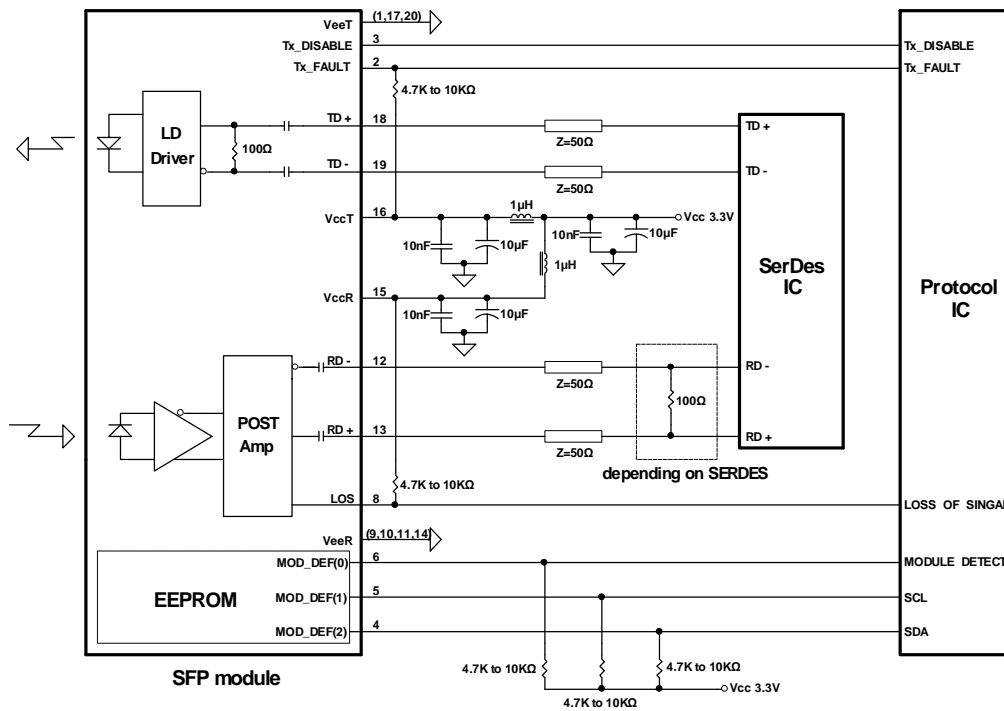 VeeT
(1,17,20)
Tx_DISABLE
3
Tx_DISABLE
Tx_FAULT
2
Tx_FAULT
4.7K to 10KΩ
LD
Driver
100Ω
TD +
18
Z=50Ω
TD +
TD -
19
Z=50Ω
TD -
VccT
16
1μH
Vcc 3.3V
10nF
10μF
10nF
10μF
1μH
SerDes
IC
Protocol
IC
VccR
15
10nF
10μF
POST
Amp
RD -
12
Z=50Ω
RD -
100Ω
RD +
13
Z=50Ω
RD +
depending on SERDES
4.7K to 10KΩ
LOS
8
LOSS OF SINGAL
VeeR
(9,10,11,14)
EEPROM
MOD_DEF(0)
6
MODULE DETECT
MOD_DEF(1)
5
SCL
MOD_DEF(2)
4
SDA
4.7K to 10KΩ
4.7K to 10KΩ
4.7K to 10KΩ
Vcc 3.3V
SFP module